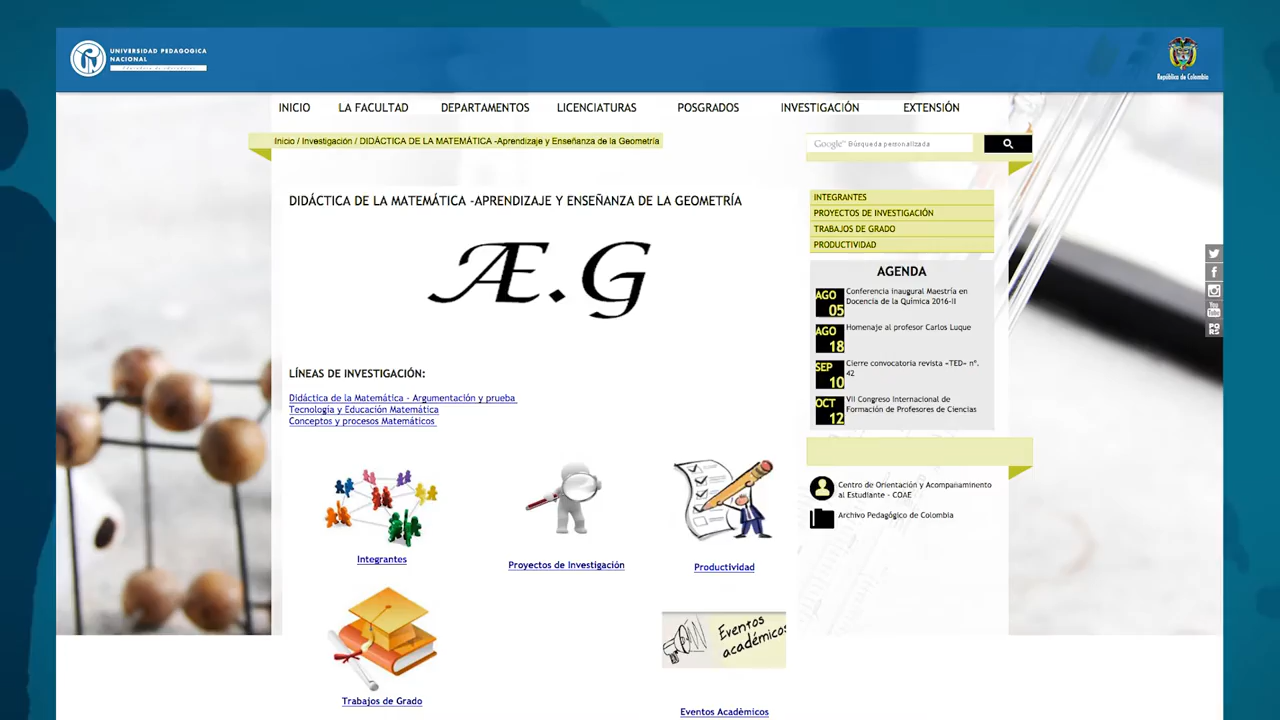 UNIVERSIDAD PEDAGOGICA
NACIONAL
República de Colombia
INICIO LA FACULTAD DEPARTAMENTOS LICENCIATURAS POSGRADOS INVESTIGACIÓN EXTENSIÓN
Inicio / Investigación / DIDÁCTICA DE LA MATEMÁTICA -Aprendizaje y Enseñanza de la Geometría
Google™ Búsqueda personalizada
DIDÁCTICA DE LA MATEMÁTICA -APRENDIZAJE Y ENSEÑANZA DE LA GEOMETRÍA
Æ.G
LÍNEAS DE INVESTIGACIÓN:
Didáctica de la Matemática - Argumentación y prueba
Tecnología y Educación Matemática
Conceptos y procesos Matemáticos
Integrantes
Proyectos de Investigación
Productividad
Eventos
académicos
Trabajos de Grado
Eventos Académicos
INTEGRANTES
PROYECTOS DE INVESTIGACIÓN
TRABAJOS DE GRADO
PRODUCTIVIDAD
AGENDA
AGO 05
Conferencia inaugural Maestría en
Docencia de la Química 2016-II
AGO 18
Homenaje al profesor Carlos Luque
SEP 10
Cierre convocatoria revista «TED» nº.
42
OCT 12
VII Congreso Internacional de
Formación de Profesores de Ciencias
Centro de Orientación y Acompañamiento
al Estudiante - COAE
Archivo Pedagógico de Colombia
You
Tube
PQRS